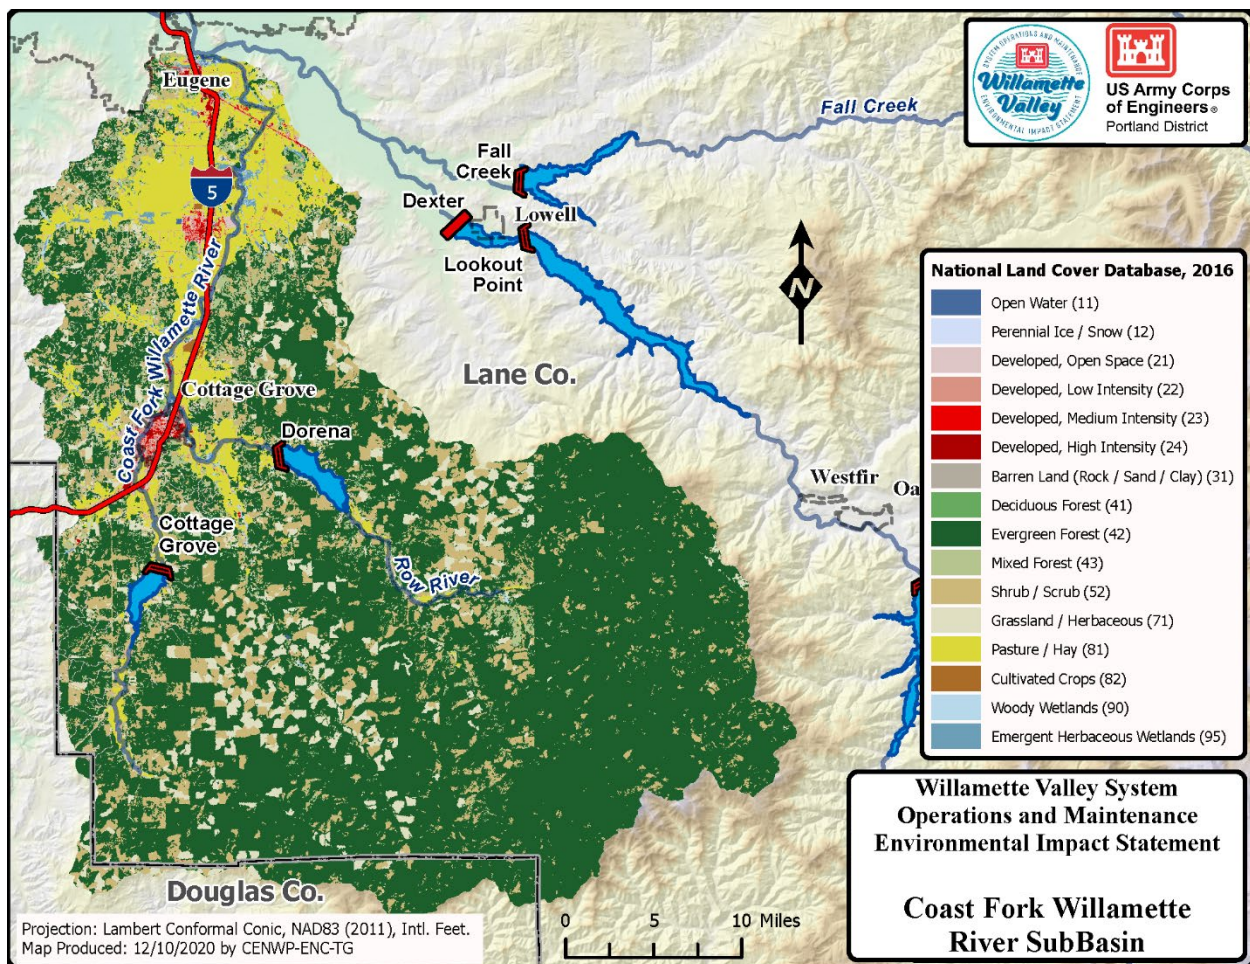 Eugene
5
Coast Fork Willamette River
Cottage Grove
Dorena
Cottage
Grove
Row River
Fall Creek
Fall
Creek
Dexter
Lowell
Lookout
Point
Lane Co.
Westfir
Oa
Douglas Co.
N
SYSTEM OPERATIONS AND MAINTENANCE
Willamette
Valley
ENVIRONMENTAL IMPACT STATEMENT
US Army Corps
of Engineers®
Portland District
National Land Cover Database, 2016
Open Water (11)
Perennial Ice / Snow (12)
Developed, Open Space (21)
Developed, Low Intensity (22)
Developed, Medium Intensity (23)
Developed, High Intensity (24)
Barren Land (Rock / Sand / Clay) (31)
Deciduous Forest (41)
Evergreen Forest (42)
Mixed Forest (43)
Shrub / Scrub (52)
Grassland / Herbaceous (71)
Pasture / Hay (81)
Cultivated Crops (82)
Woody Wetlands (90)
Emergent Herbaceous Wetlands (95)
Willamette Valley System
Operations and Maintenance
Environmental Impact Statement
Coast Fork Willamette
River SubBasin
0 5 10 Miles
Projection: Lambert Conformal Conic, NAD83 (2011), Intl. Feet.
Map Produced: 12/10/2020 by CENWP-ENC-TG